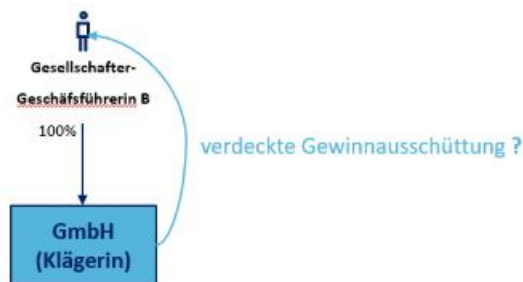 Gesellschafter-
Geschäfsführerin B
100%
verdeckte Gewinnausschüttung ?
GmbH
(Klägerin)